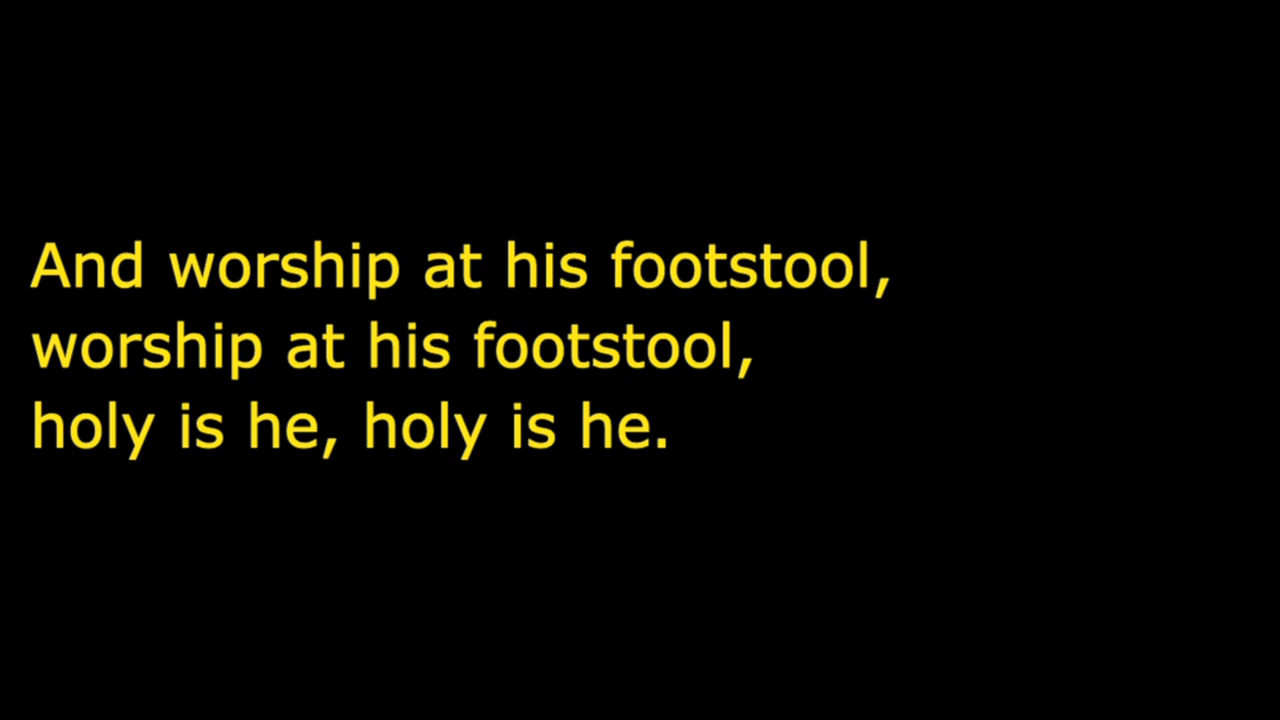 And worship at his footstool,
worship at his footstool,
holy is he, holy is he.